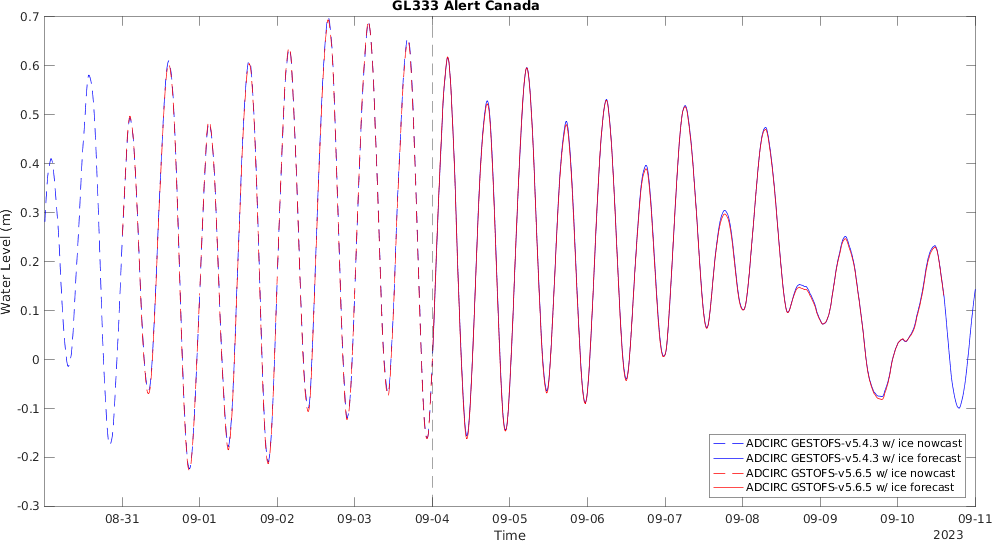 GL333 Alert Canada
0.7
0.6
0.5
0.4
0.3
0.2
0.1
0
-0.1
-0.2
-0.3
Water Level (m)
ADCIRC GESTOFS-v5.4.3 w/ ice nowcast
ADCIRC GESTOFS-v5.4.3 w/ ice forecast
ADCIRC GSTOFS-v5.6.5 w/ ice nowcast
ADCIRC GSTOFS-v5.6.5 w/ ice forecast
08-31 09-01 09-02 09-03 09-04 09-05 09-06 09-07 09-08 09-09 09-10 09-11
Time
2023